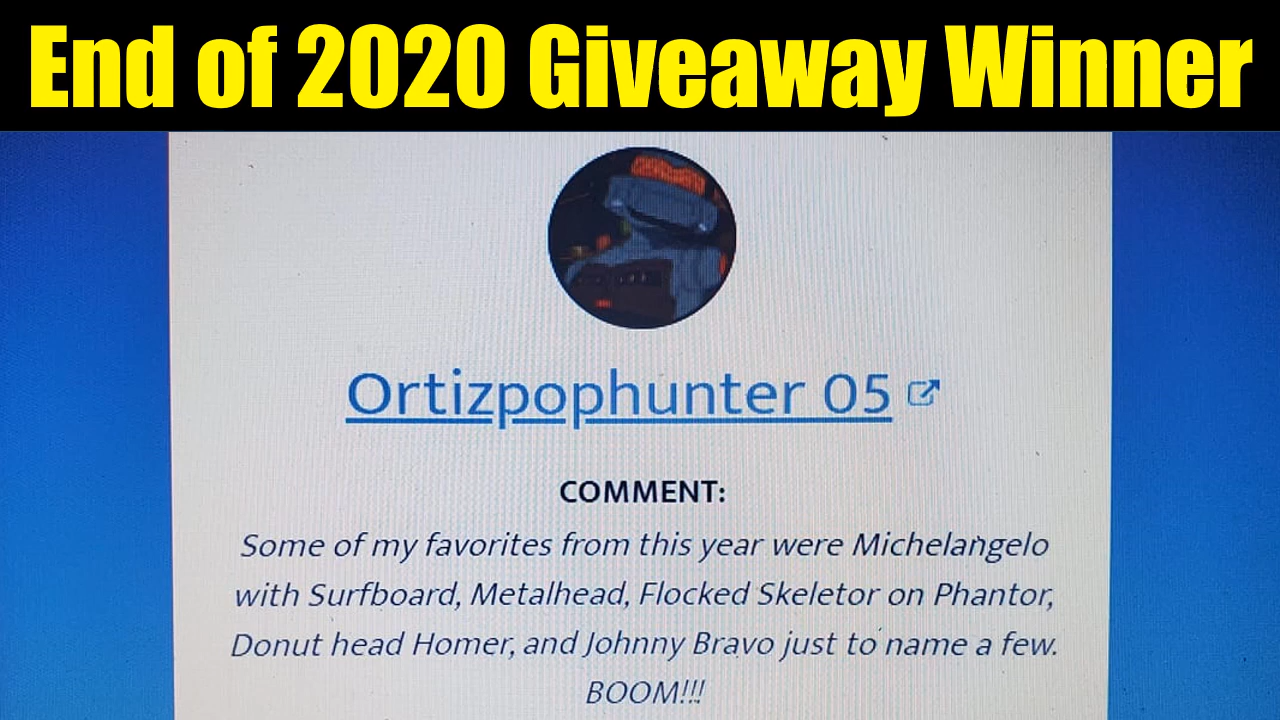 End of 2020 Giveaway Winner
Ortizpophunter 05
COMMENT:
Some of my favorites from this year were Michelangelo
with Surfboard, Metalhead, Flocked Skeletor on Phantor,
Donut head Homer, and Johnny Bravo just to name a few.
BOOM!!!